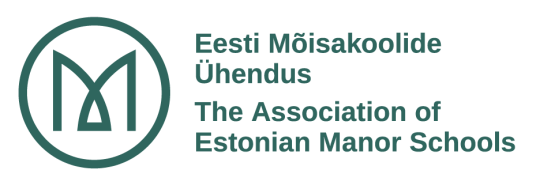 Eesti Mõisakoolide
Ühendus
The Association of
Estonian Manor Schools